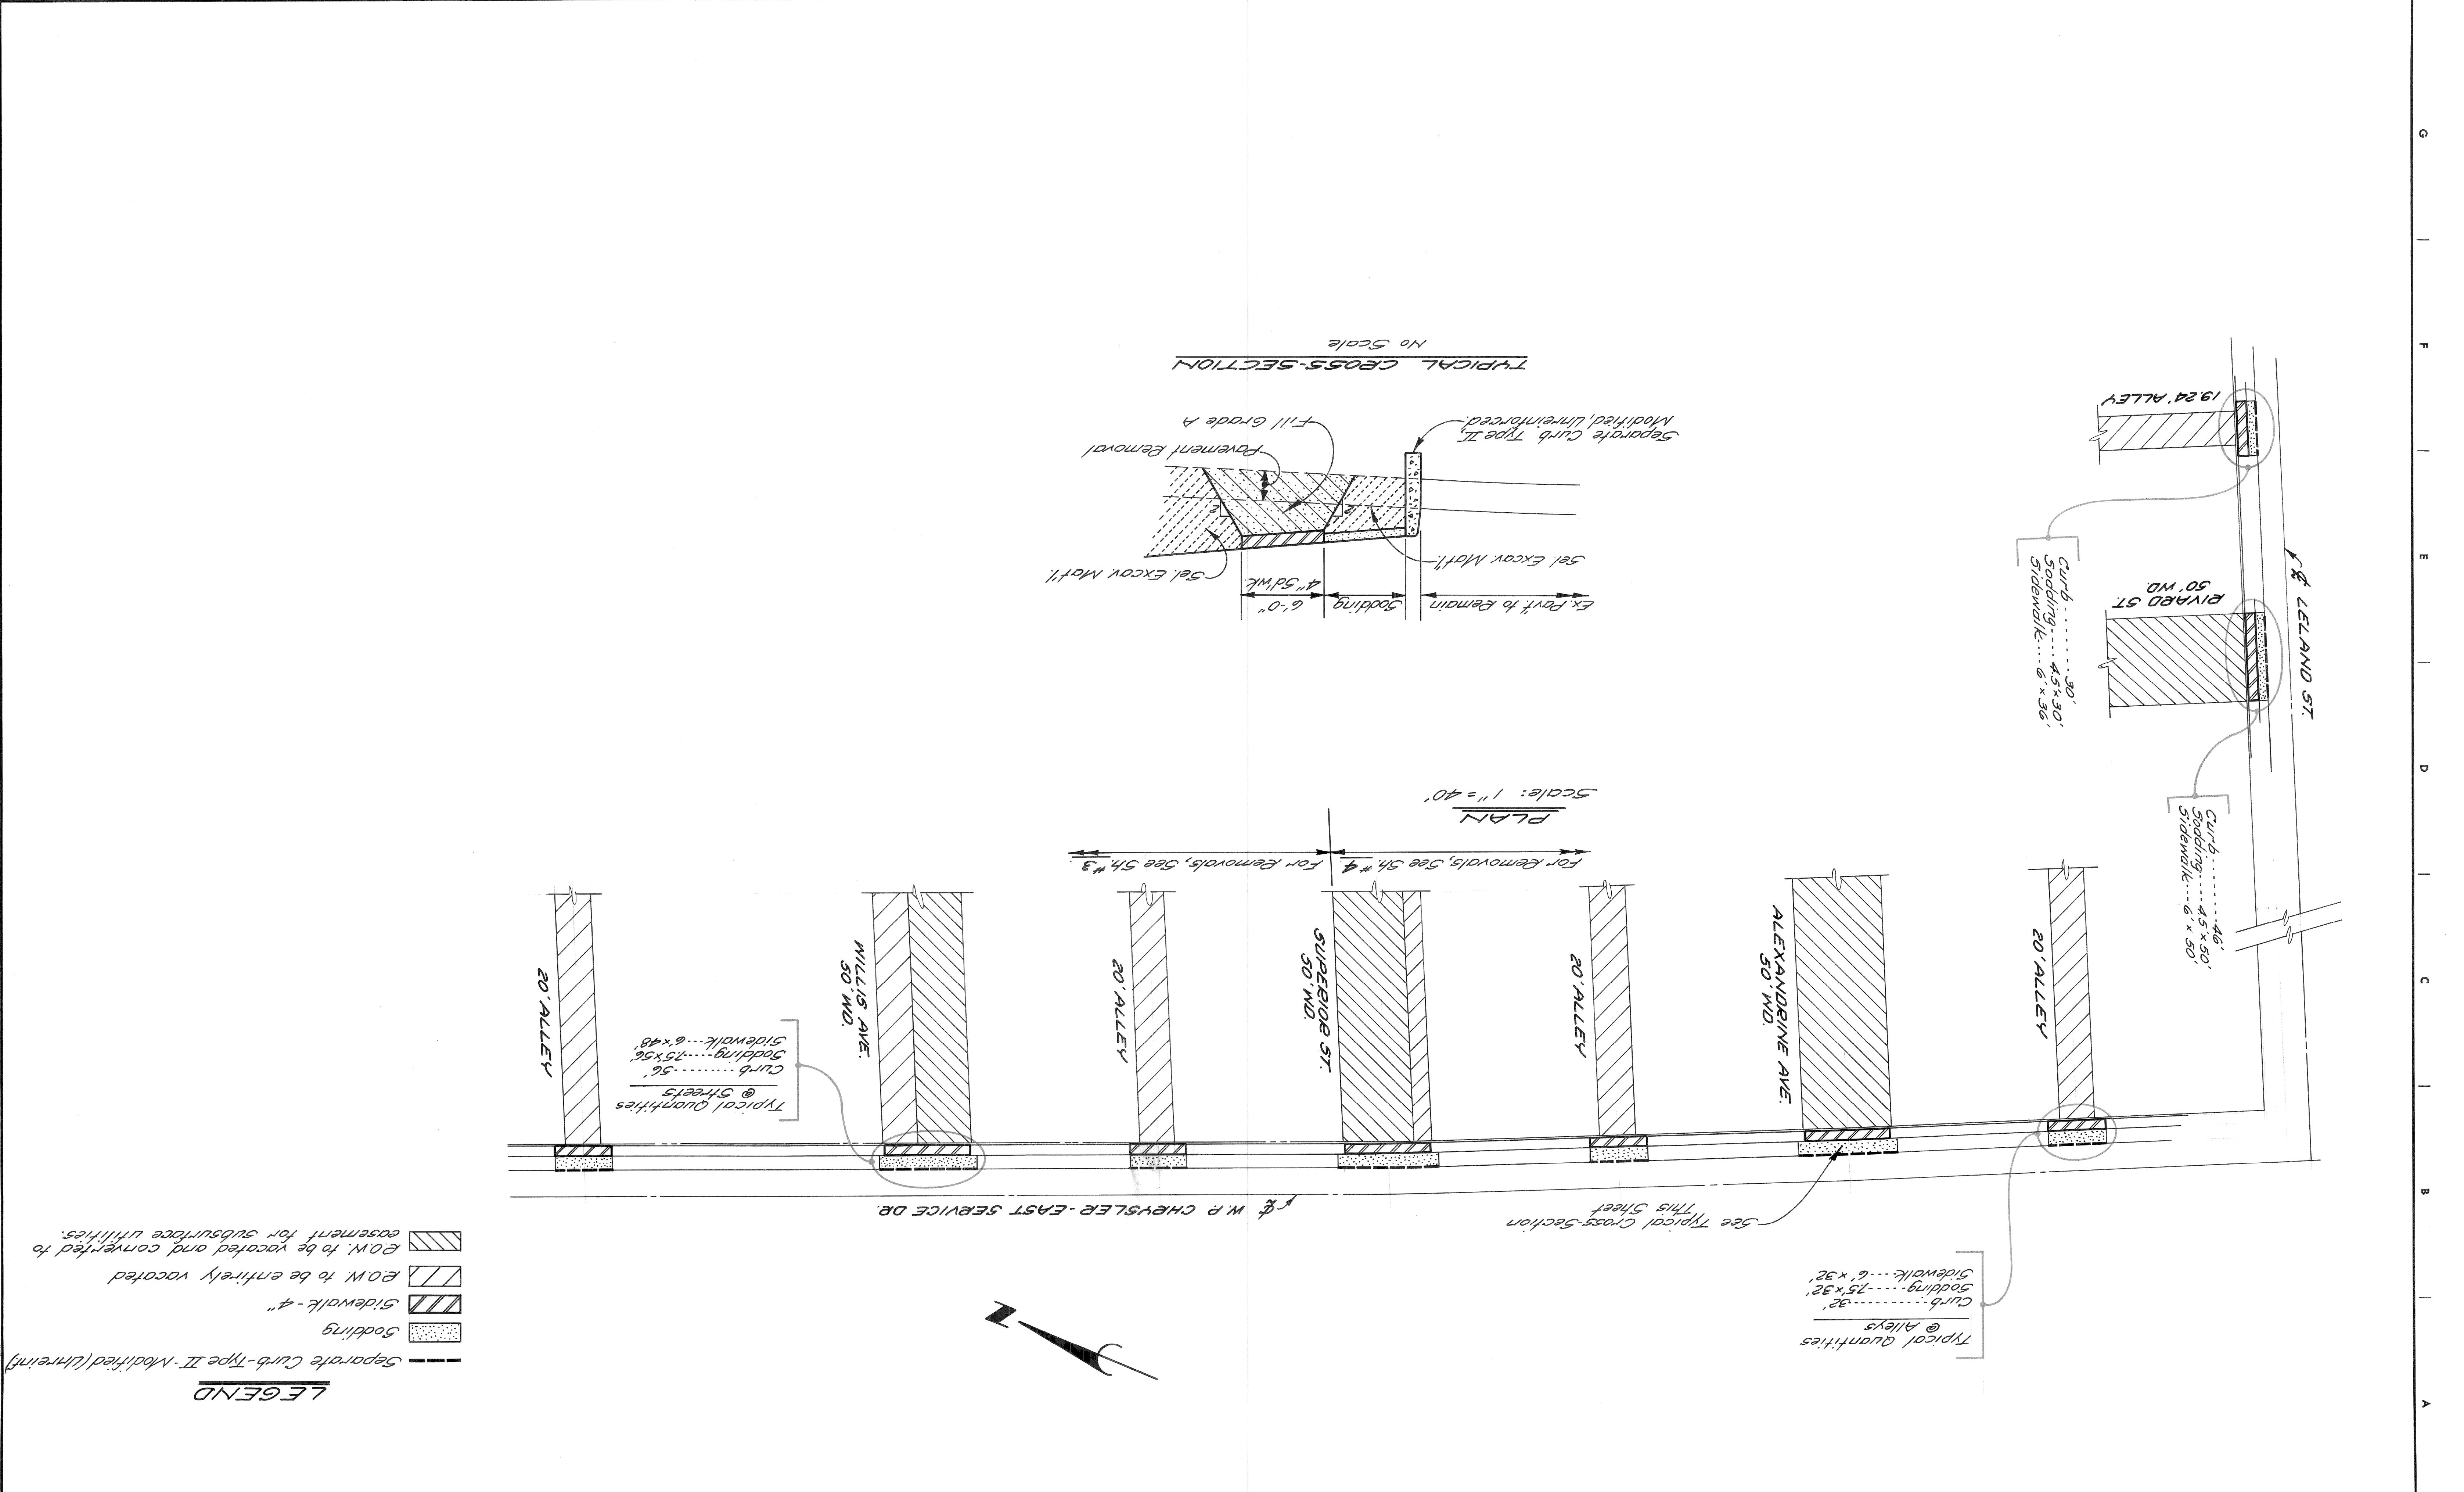 LEGEND
Separate Curb-Type II-Modified (Unreinf.)
Sodding
Sidewalk-4"
R.O.W. to be entirely vacated
R.O.W. to be vacated and converted to
easement for subsurface utilities.
Typical Quantities
@ Alleys
Curb ---------- 32'
Sodding ----- 7.5'x32'
Sidewalk --- 6'x32'
See Typical Cross-Section
This Sheet
℄ W.P. CHRYSLER-EAST SERVICE DR.
Typical Quantities
@ Streets
Curb --------- 56'
Sodding ---- 7.5'x56'
Sidewalk --- 6'x48'
20' ALLEY
ALEXANDRINE AVE.
50' WD.
20' ALLEY
SUPERIOR ST.
50' WD.
20' ALLEY
WILLIS AVE.
50' WD.
20' ALLEY
For Removals, See Sh. #4
For Removals, See Sh. #3
PLAN
Scale: 1"=40'
Curb --------- 46'
Sodding ---- 4.5'x50'
Sidewalk --- 6'x50'
℄ LELAND ST.
RIVARD ST.
50' WD.
Curb ---------- 30'
Sodding ----- 4.5'x30'
Sidewalk ---- 6'x36'
19.24' ALLEY
Ex. Pav't. to Remain
Sodding
6'-0"
4" Sdwk.
Sel. Excav. Mat'l.
Sel. Excav. Mat'l.
2
2
Separate Curb Type II
Modified, Unreinforced.
Pavement Removal
Fill Grade A
TYPICAL CROSS-SECTION
No Scale
G
F
E
D
C
B
A